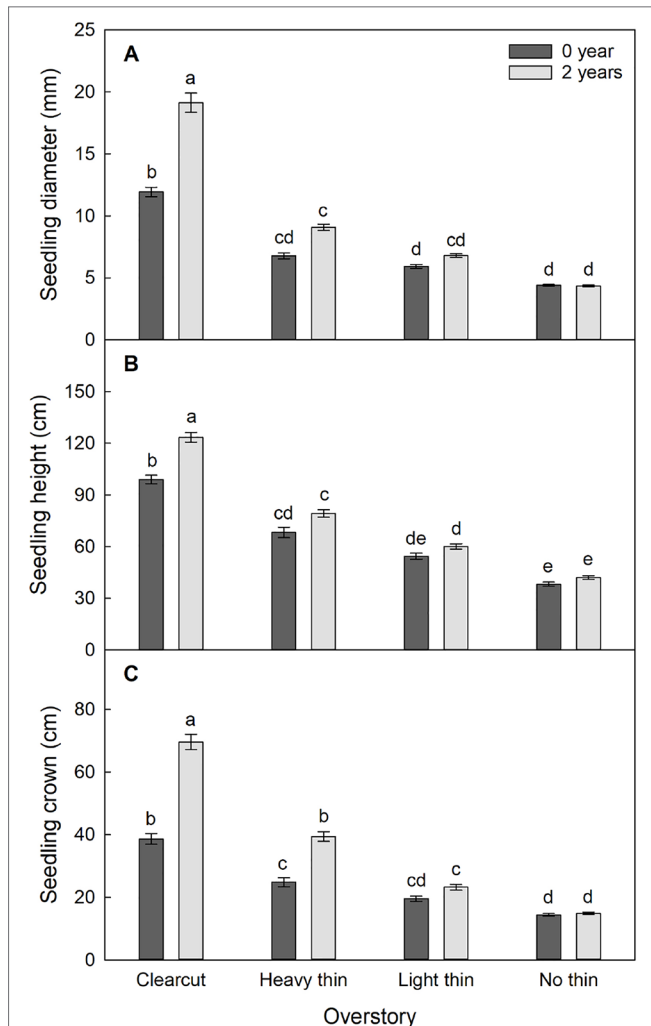 A
0 year
2 years
25
20
15
10
5
0
Seedling diameter (mm)
b a cd c d cd d d
B
150
120
90
60
30
0
Seedling height (cm)
b a cd c de d e e
C
80
60
40
20
0
Seedling crown (cm)
b a c b cd c d d
Clearcut Heavy thin Light thin No thin
Overstory